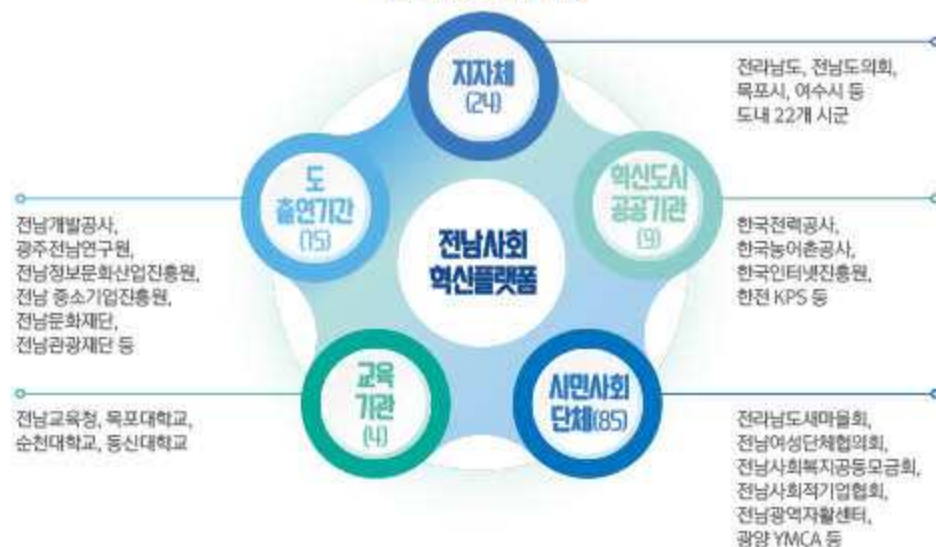 지자체
(24)
전라남도, 전남도의회,
목포시, 여수시 등
도내 22개 시군
도
출연기간
(15)
전남개발공사,
광주전남연구원,
전남정보문화산업진흥원,
전남 중소기업진흥원,
전남문화재단,
전남관광재단 등
혁신도시
공공기관
(9)
한국전력공사,
한국농어촌공사,
한국인터넷진흥원,
한전 KPS 등
전남사회
혁신플랫폼
교육
기관
(4)
전남교육청, 목포대학교,
순천대학교, 동신대학교
시민사회
단체(85)
전라남도새마을회,
전남여성단체협의회,
전남사회복지공동모금회,
전남사회적기업협회,
전남광역자활센터,
광양 YMCA 등